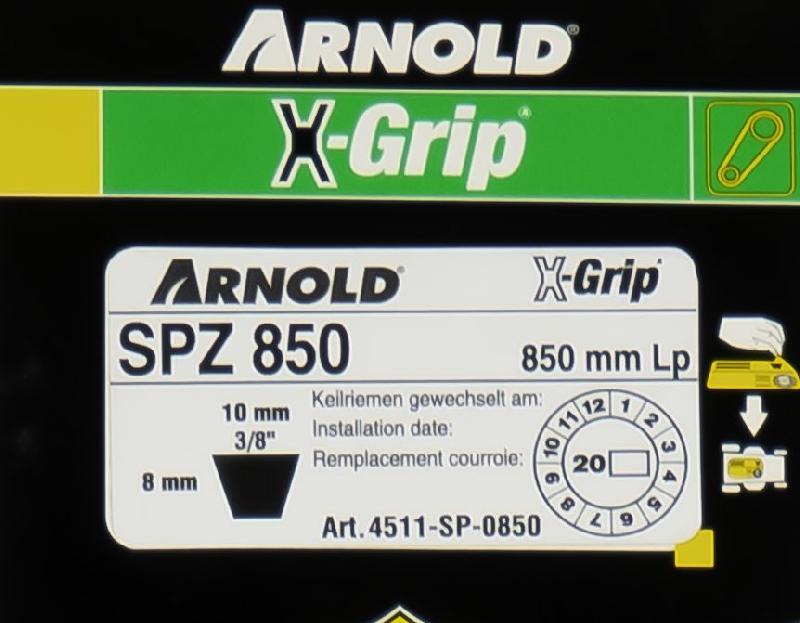 ARNOLD®
X-Grip®
ARNOLD® X-Grip
SPZ 850 850 mm Lp
10 mm
3/8"
8 mm
Keilriemen gewechselt am:
Installation date:
Remplacement courroie:
12 1 2 3 4 5 6 7 8 9 10 11
20
Art. 4511-SP-0850